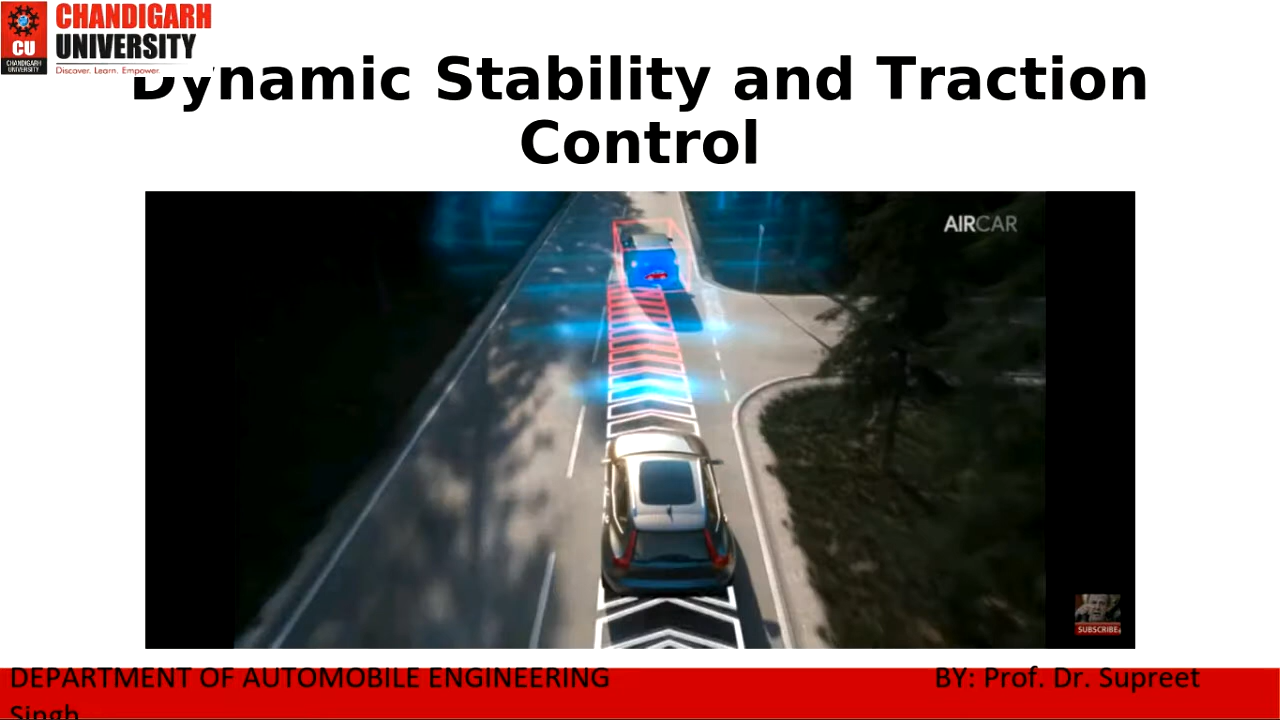 CHANDIGARH
UNIVERSITY
Discover. Learn. Empower.
CU
CHANDIGARH
UNIVERSITY
Dynamic Stability and Traction
Control
AIRCAR
SUBSCRIBE
DEPARTMENT OF AUTOMOBILE ENGINEERING BY: Prof. Dr. Supreet
Singh